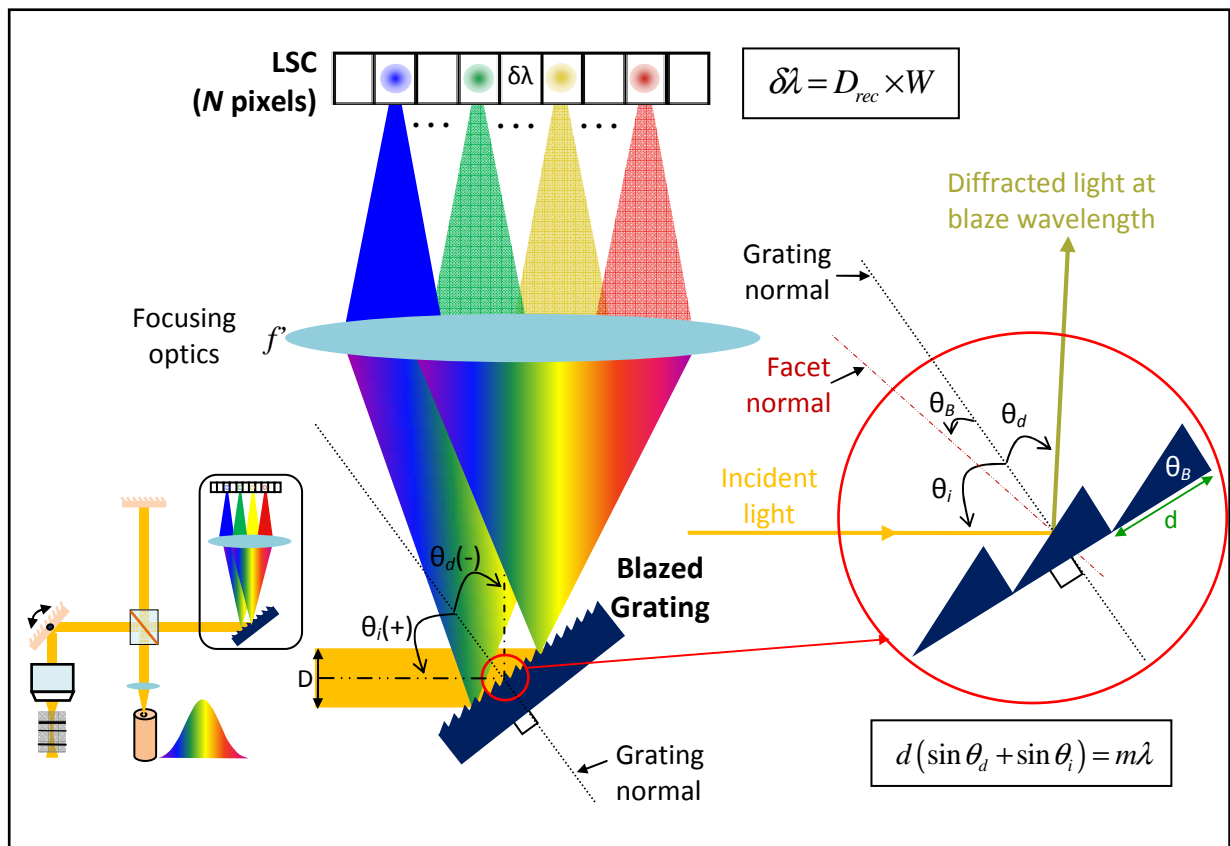 LSC
(N pixels)
δλ
. . .
. . .
. . .
δλ = D_rec × W
Diffracted light at
blaze wavelength
Grating
normal
Focusing
optics
f'
Facet
normal
θ_B
θ_d
θ_i
θ_B
d
Incident
light
θ_d(-)
Blazed
Grating
θ_i(+)
D
Grating
normal
d(sin θ_d + sin θ_i) = mλ